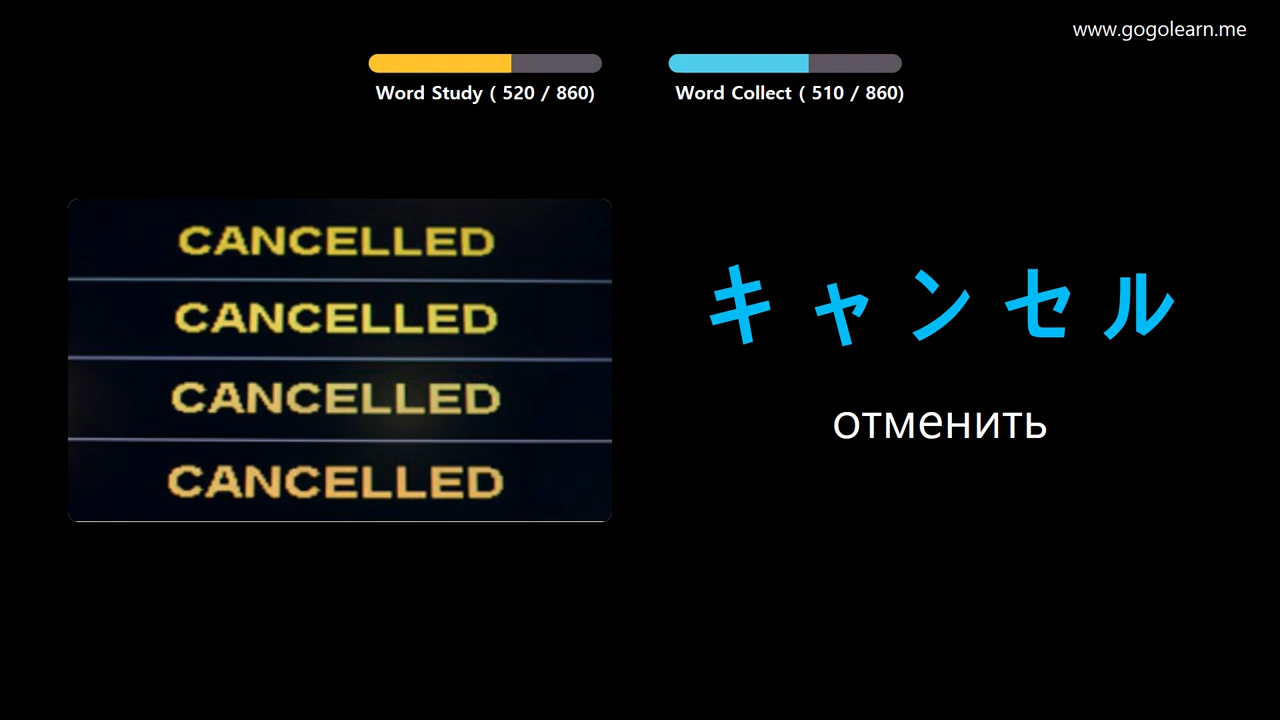 www.gogolearn.me
Word Study ( 520 / 860)
Word Collect ( 510 / 860)
CANCELLED
CANCELLED
CANCELLED
CANCELLED
キャンセル
отменить